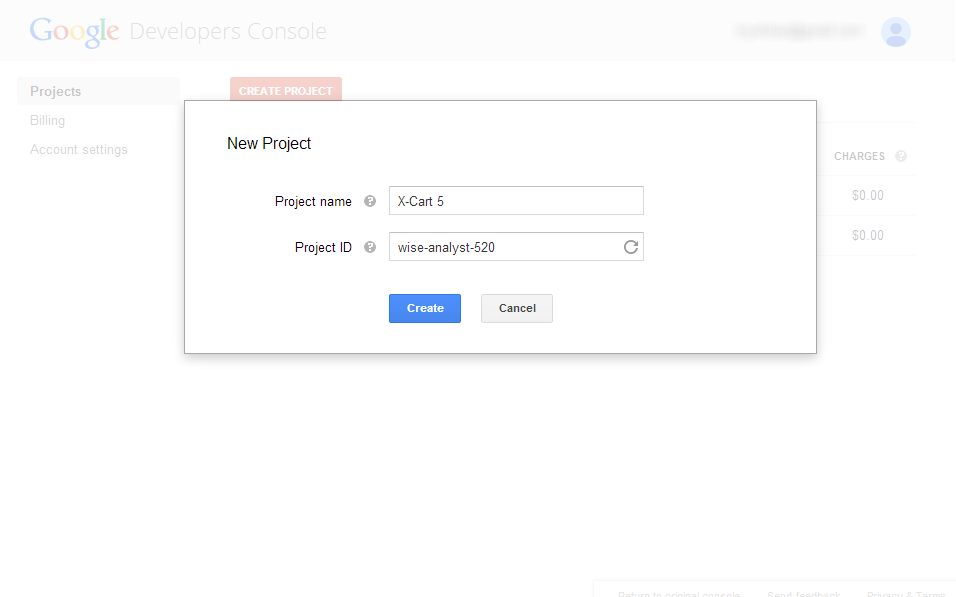 Google Developers Console
Projects
Billing
Account settings
CREATE PROJECT
New Project
Project name ?
X-Cart 5
Project ID ?
wise-analyst-520
Create Cancel
CHARGES ?
$0.00
$0.00
Return to original console Send feedback Privacy & Terms